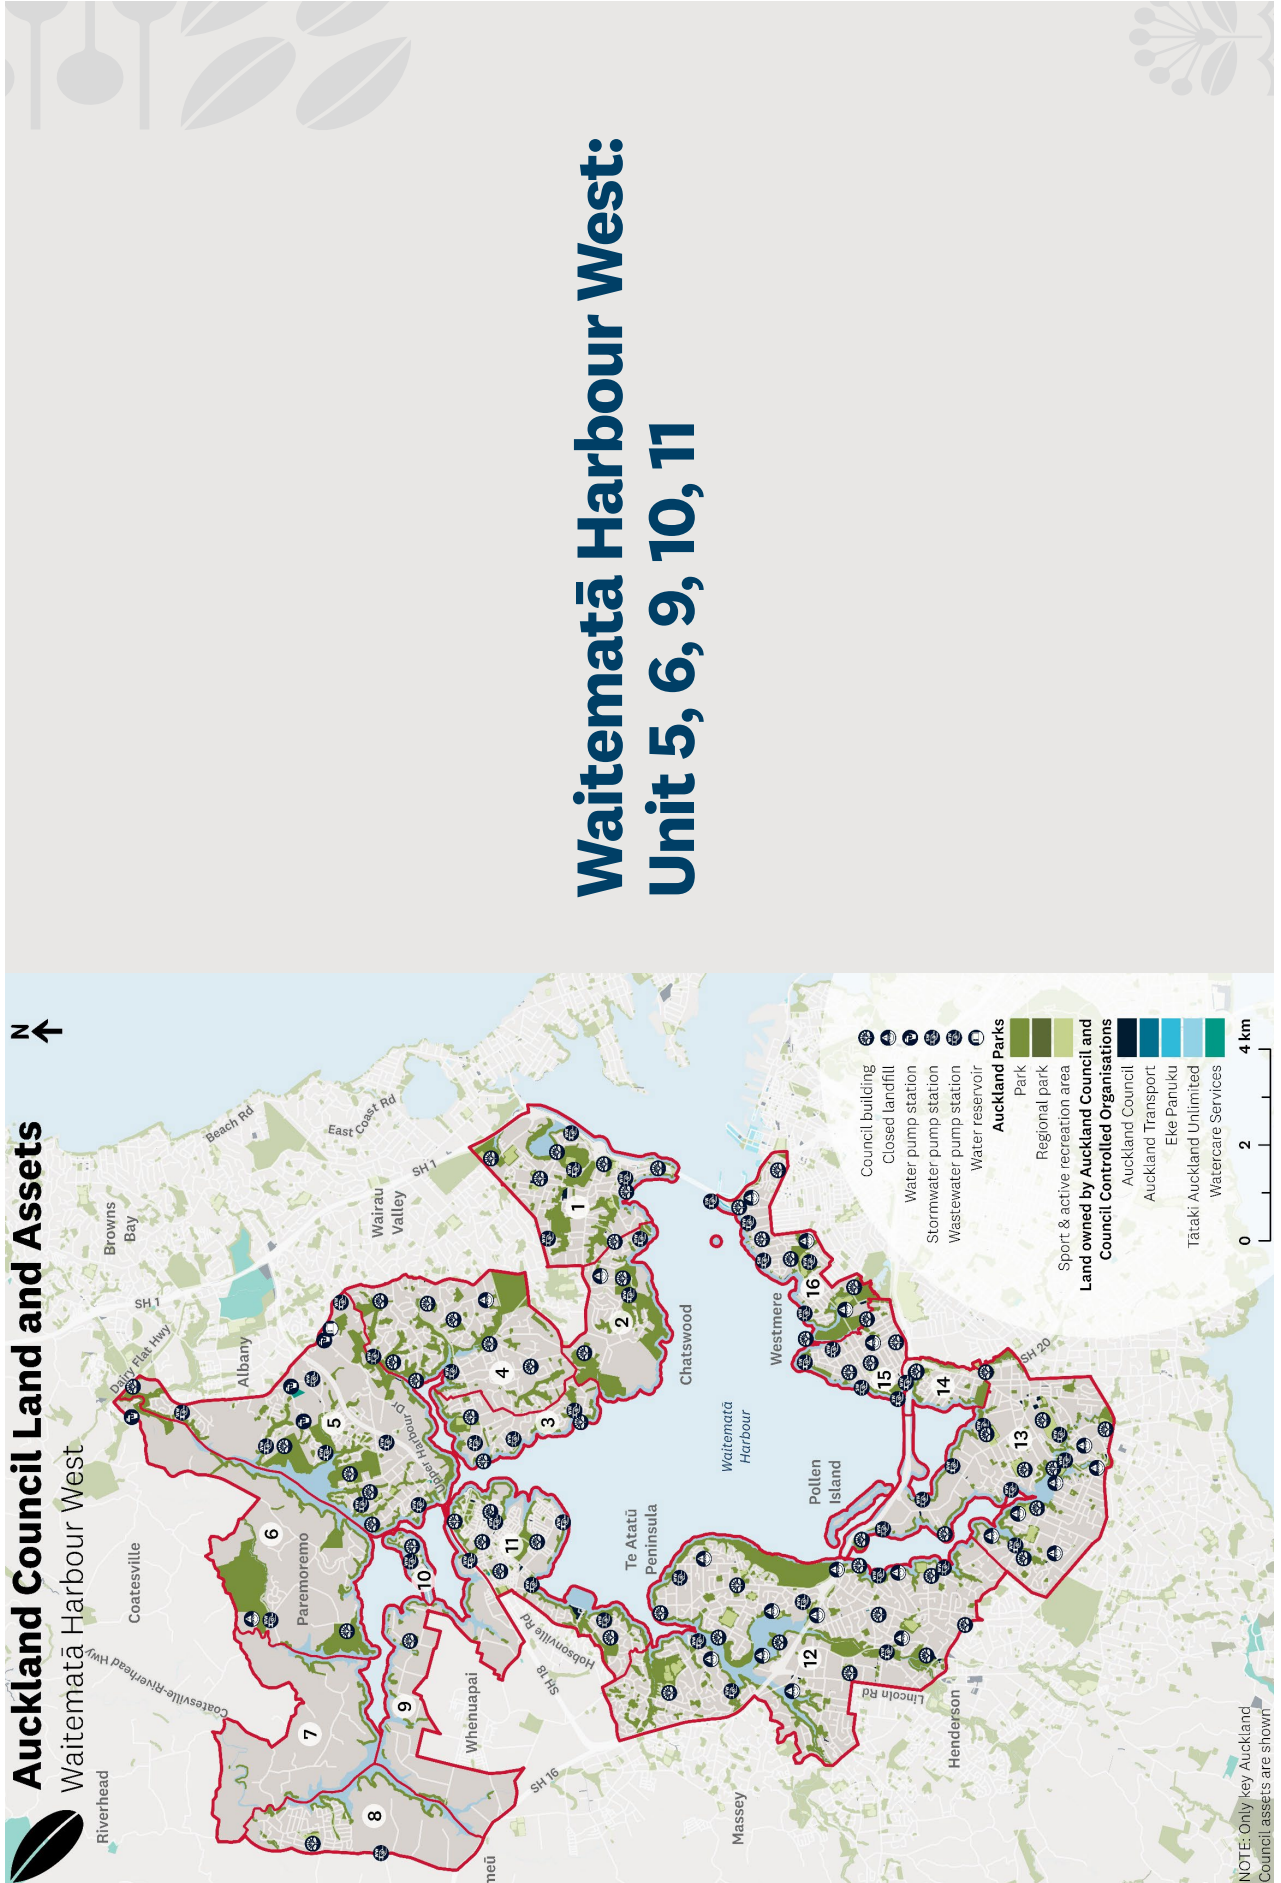 Auckland Council Land and Assets
Waitematā Harbour West
N
Riverhead
Coatesville
Browns
Bay
Dairy Flat Hwy
SH 1
Albany
Beach Rd
East Coast Rd
SH 1
Wairau
Valley
Coatesville-Riverhead Hwy
Paremoremo
Upper Harbour Dr
Whenuapai
SH 18
Hobsonville Rd
SH 16
Massey
Te Atatū
Peninsula
Chatswood
Waitematā
Harbour
Westmere
Pollen
Island
Henderson
Lincoln Rd
SH 20
1
2
3
4
5
6
7
8
9
10
11
12
13
14
15
16
Council building
Closed landfill
Water pump station
Stormwater pump station
Wastewater pump station
Water reservoir
Auckland Parks
Park
Regional park
Sport & active recreation area
Land owned by Auckland Council and
Council Controlled Organisations
Auckland Council
Auckland Transport
Eke Panuku
Tātaki Auckland Unlimited
Watercare Services
0 2 4 km
NOTE: Only key Auckland
Council assets are shown
Waitematā Harbour West:
Unit 5, 6, 9, 10, 11